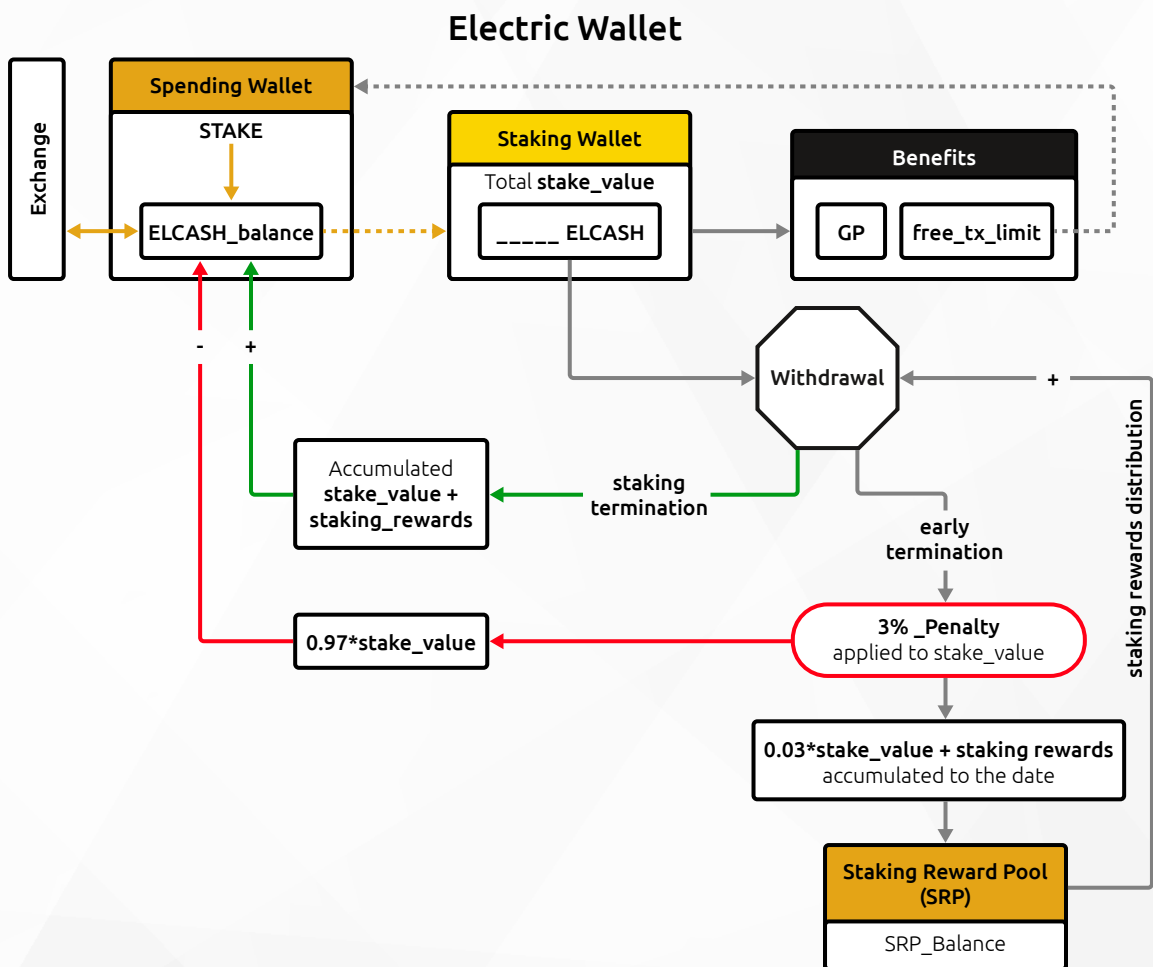 Electric Wallet
Exchange
Spending Wallet
STAKE
ELCASH_balance
Staking Wallet
Total stake_value
_____ ELCASH
Benefits
GP
free_tx_limit
-
+
Withdrawal
+
staking rewards distribution
Accumulated
stake_value +
staking_rewards
staking
termination
early
termination
0.97*stake_value
3% _Penalty
applied to stake_value
0.03*stake_value + staking rewards
accumulated to the date
Staking Reward Pool
(SRP)
SRP_Balance